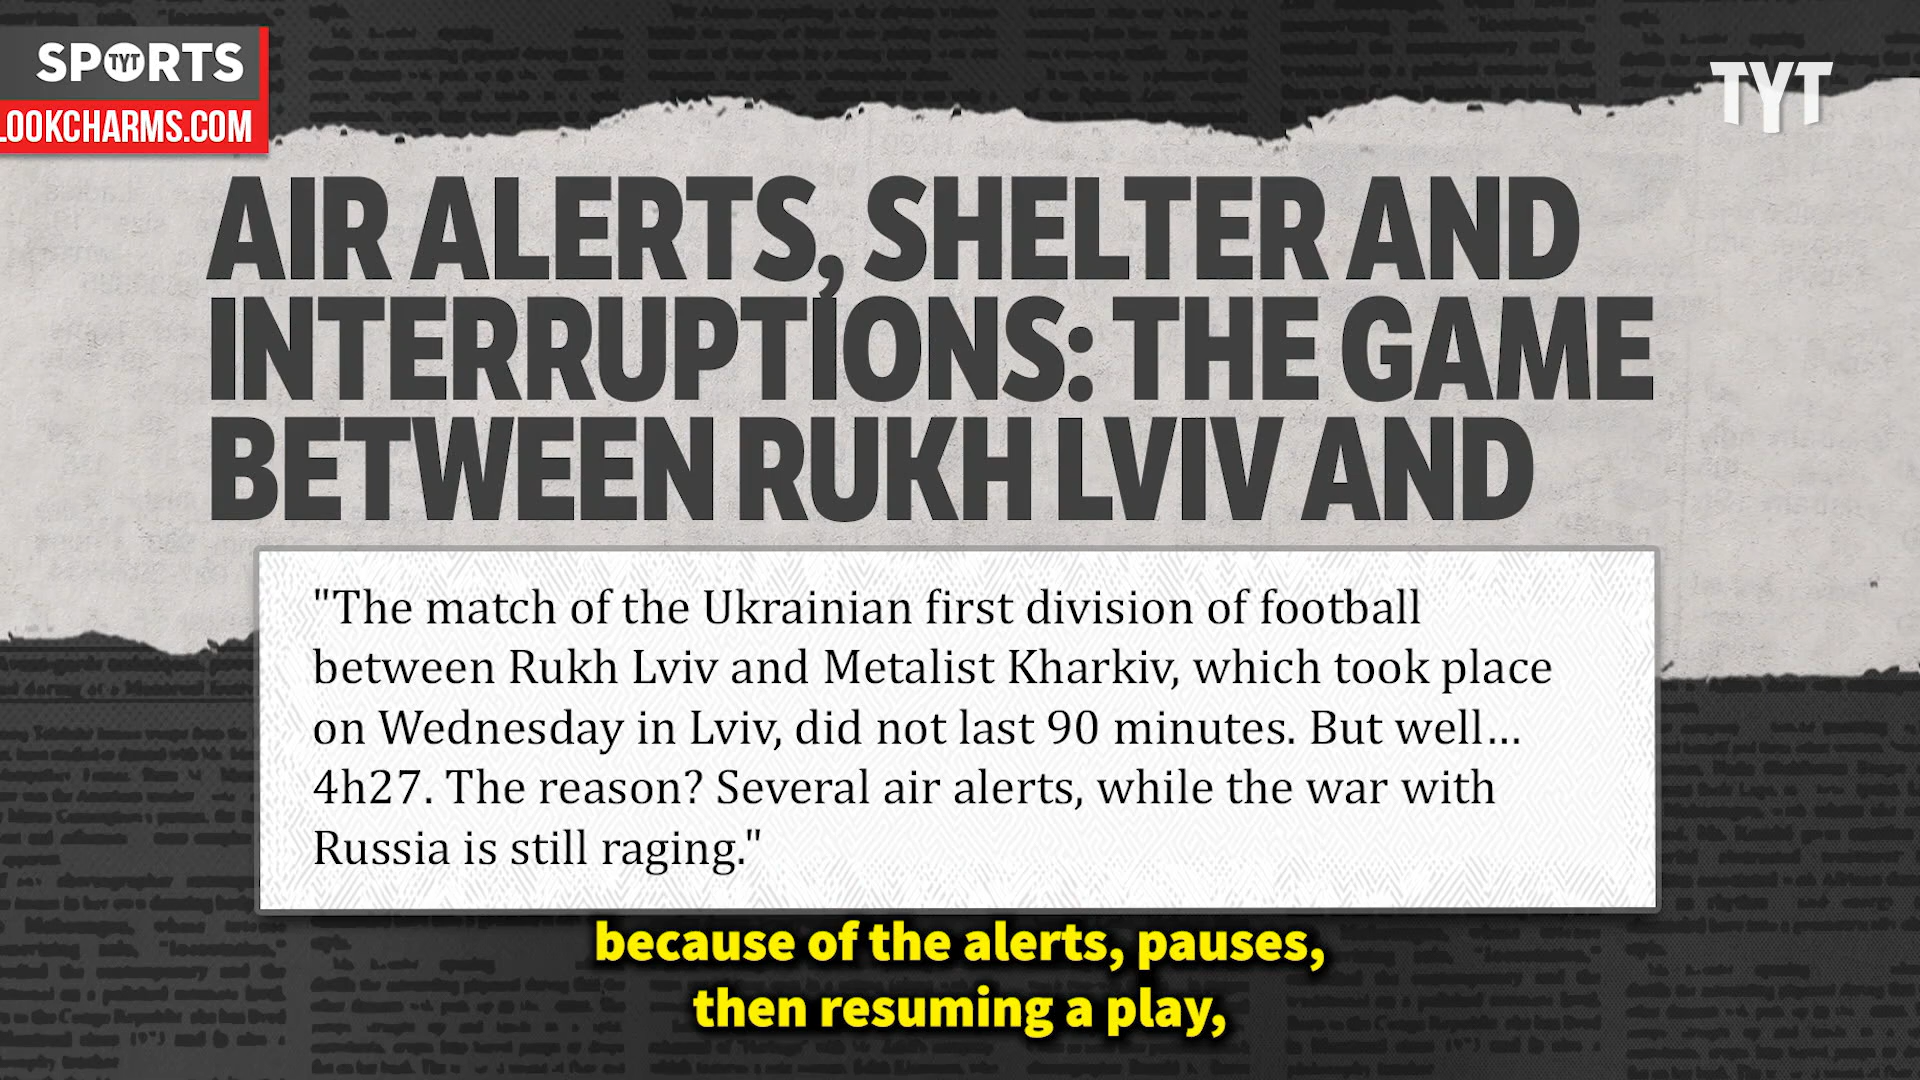 SPORTS
TYT
LOOKCHARMS.COM
TYT
AIR ALERTS, SHELTER AND
INTERRUPTIONS: THE GAME
BETWEEN RUKH LVIV AND
"The match of the Ukrainian first division of football
between Rukh Lviv and Metalist Kharkiv, which took place
on Wednesday in Lviv, did not last 90 minutes. But well...
4h27. The reason? Several air alerts, while the war with
Russia is still raging."
because of the alerts, pauses,
then resuming a play,